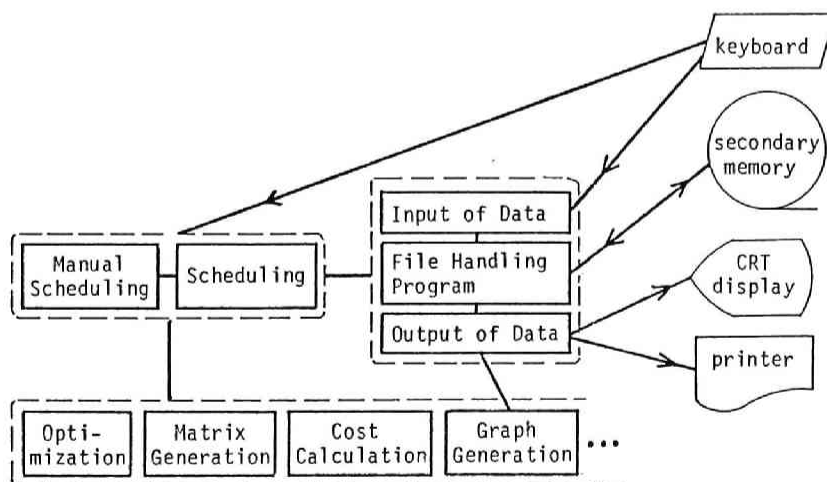 keyboard
secondary
memory
Input of Data
File Handling
Program
Output of Data
Manual
Scheduling
Scheduling
CRT
display
printer
Opti-
mization
Matrix
Generation
Cost
Calculation
Graph
Generation
...